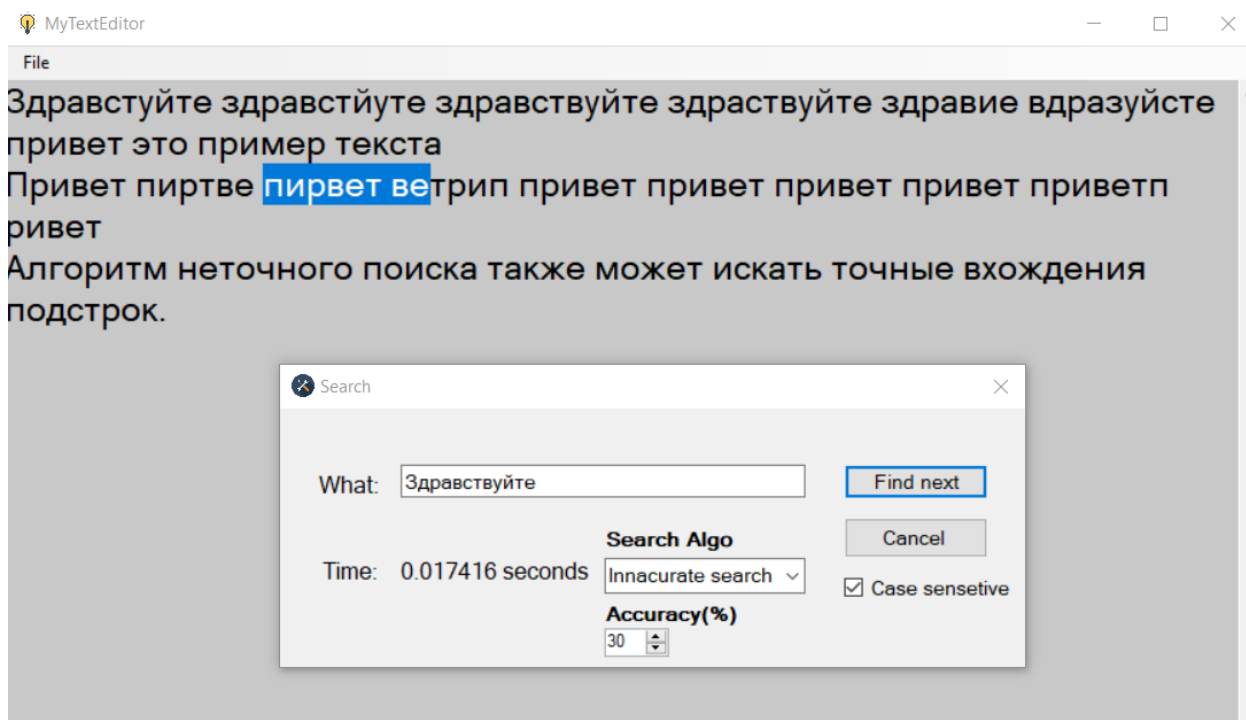 MyTextEditor
File
Здравстуйте здравстйуте здравствуйте здраствуйте здравие вдразуйсте
привет это пример текста
Привет пиртве пирвет ветрип привет привет привет привет приветп
ривет
Алгоритм неточного поиска также может искать точные вхождения
подстрок.
Search
What: Здравствуйте Find next
Search Algo Cancel
Time: 0.017416 seconds Innacurate search Case sensetive
Accuracy(%)
30